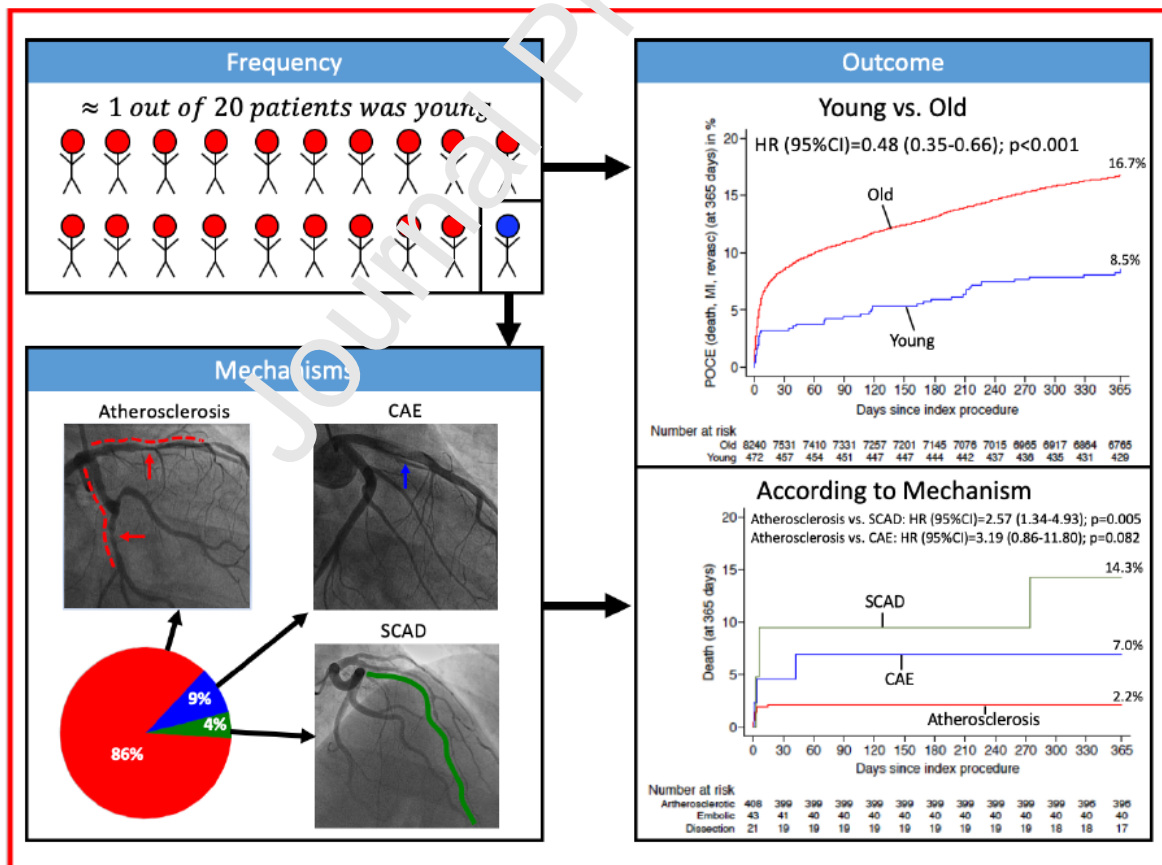 Journal Pr
Frequency
≈ 1 out of 20 patients was young
Mechanisms
Atherosclerosis
CAE
SCAD
9%
4%
86%
Outcome
Young vs. Old
HR (95%CI)=0.48 (0.35-0.66); p<0.001
POCE (death, MI, revasc) (at 365 days) in %
20
15
10
5
0
16.7%
Old
8.5%
Young
0 30 60 90 120 150 180 210 240 270 300 330 365
Days since index procedure
Number at risk
Old 8240 7531 7410 7331 7257 7201 7145 7076 7015 6965 6917 6864 6765
Young 472 457 454 451 447 447 444 442 437 436 435 431 429
According to Mechanism
Atherosclerosis vs. SCAD: HR (95%CI)=2.57 (1.34-4.93); p=0.005
Atherosclerosis vs. CAE: HR (95%CI)=3.19 (0.86-11.80); p=0.082
Death (at 365 days)
20
15
10
5
0
14.3%
SCAD
7.0%
CAE
2.2%
Atherosclerosis
0 30 60 90 120 150 180 210 240 270 300 330 365
Days since index procedure
Number at risk
Artherosclerotic 408 399 399 399 399 399 399 399 399 399 399 396 396
Embolic 43 41 40 40 40 40 40 40 40 40 40 40 40
Dissection 21 19 19 19 19 19 19 19 19 19 18 18 17